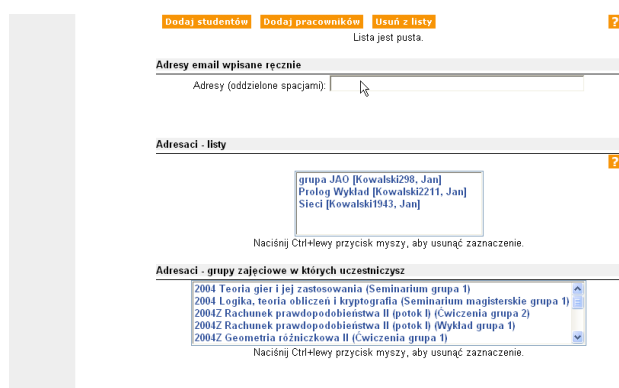 Dodaj studentów Dodaj pracowników Usuń z listy ?
Lista jest pusta.
Adresy email wpisane ręcznie
Adresy (oddzielone spacjami):
Adresaci - listy
?
grupa JAO [Kowalski298, Jan]
Prolog Wykład [Kowalski2211, Jan]
Sieci [Kowalski1943, Jan]
Naciśnij Ctrl+lewy przycisk myszy, aby usunąć zaznaczenie.
Adresaci - grupy zajęciowe w których uczestniczysz
2004 Teoria gier i jej zastosowania (Seminarium grupa 1)
2004 Logika, teoria obliczeń i kryptografia (Seminarium magisterskie grupa 1)
2004Z Rachunek prawdopodobieństwa II (potok I) (Ćwiczenia grupa 2)
2004Z Rachunek prawdopodobieństwa II (potok I) (Wykład grupa 1)
2004Z Geometria różniczkowa II (Ćwiczenia grupa 1)
Naciśnij Ctrl+lewy przycisk myszy, aby usunąć zaznaczenie.